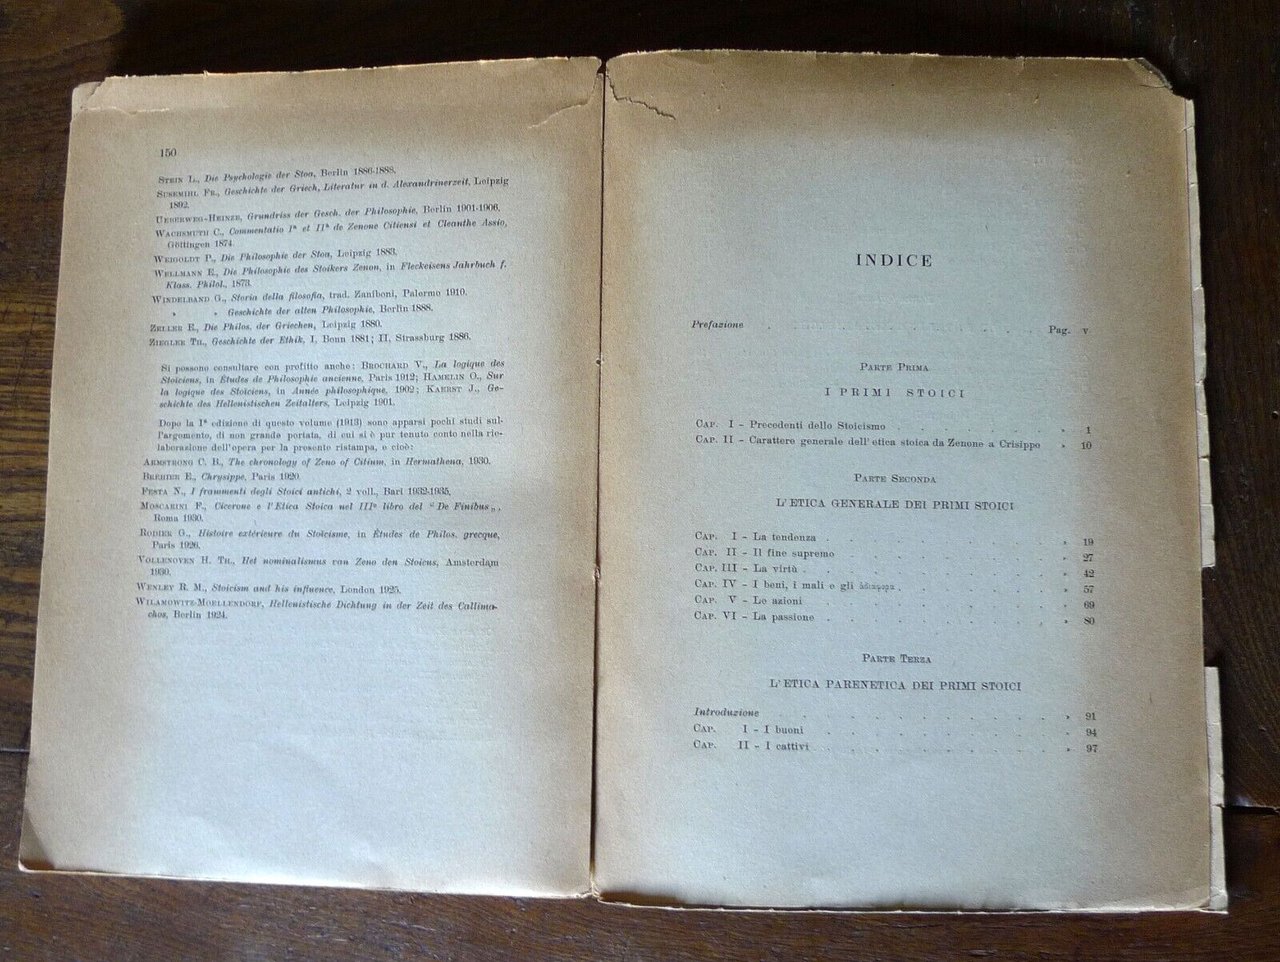 150
STEIN L., Die Psychologie der Stoa, Berlin 1886-1888.
SUSEMIHL FR., Geschichte der Griech, Literatur in d. Alexandrinerzeit, Leipzig
1892.
UEBERWEG-HEINZE, Grundriss der Gesch. der Philosophie, Berlin 1901-1906.
WACHSMUTH C., Commentatio Iª et IIª de Zenone Citiensi et Cleanthe Assio,
Göttingen 1874.
WEIGOLDT P., Die Philosophie der Stoa, Leipzig 1883.
WELLMANN E., Die Philosophie des Stoikers Zenon, in Fleckeisens Jahrbuch f.
Klass. Philol., 1873.
WINDELBAND G., Storia della filosofia, trad. Zaniboni, Palermo 1910.
» » Geschichte der alten Philosophie, Berlin 1888.
ZELLER E., Die Philos. der Griechen, Leipzig 1880.
ZIEGLER TH., Geschichte der Ethik, I, Bonn 1881; II, Strassburg 1886.
Si possono consultare con profitto anche: BROCHARD V., La logique des
Stoïciens, in Études de Philosophie ancienne, Paris 1912; HAMELIN O., Sur
la logique des Stoïciens, in Année philosophique, 1902; KAERST J., Ge-
schichte des Hellenistischen Zeitalters, Leipzig 1901.
Dopo la 1ª edizione di questo volume (1913) sono apparsi pochi studi sul-
l'argomento, di non grande portata, di cui si è pur tenuto conto nella rie-
laborazione dell'opera per la presente ristampa, e cioè:
ARMSTRONG C. B., The chronology of Zeno of Citium, in Hermathena, 1930.
BREHIER E., Chrysippe, Paris 1920.
FESTA N., I frammenti degli Stoici antichi, 2 voll., Bari 1932-1935.
MOSCARINI F., Cicerone e l'Etica Stoica nel IIIº libro del "De Finibus„,
Roma 1930.
RODIER G., Histoire extérieure du Stoïcisme, in Études de Philos. grecque,
Paris 1926.
VOLLENOVEN H. TH., Het nominalismus van Zeno den Stoicus, Amsterdam
1930.
WENLEY R. M., Stoicism and his influence, London 1925.
WILAMOWITZ-MOELLENDORF, Hellenistische Dichtung in der Zeit des Callima-
chos, Berlin 1924.
INDICE
Prefazione . . . . . . . . . . . . Pag. V
PARTE PRIMA
I PRIMI STOICI
CAP. I - Precedenti dello Stoicismo . . . . . . . » 1
CAP. II - Carattere generale dell'etica stoica da Zenone a Crisippo » 10
PARTE SECONDA
L'ETICA GENERALE DEI PRIMI STOICI
CAP. I - La tendenza . . . . . . . . . . » 19
CAP. II - Il fine supremo . . . . . . . . . » 27
CAP. III - La virtù . . . . . . . . . . » 42
CAP. IV - I beni, i mali e gli ἀδιάφορα . . . . . . » 57
CAP. V - Le azioni . . . . . . . . . . » 69
CAP. VI - La passione . . . . . . . . . . » 80
PARTE TERZA
L'ETICA PARENETICA DEI PRIMI STOICI
Introduzione . . . . . . . . . . . . » 91
CAP. I - I buoni . . . . . . . . . . » 94
CAP. II - I cattivi . . . . . . . . . . » 97